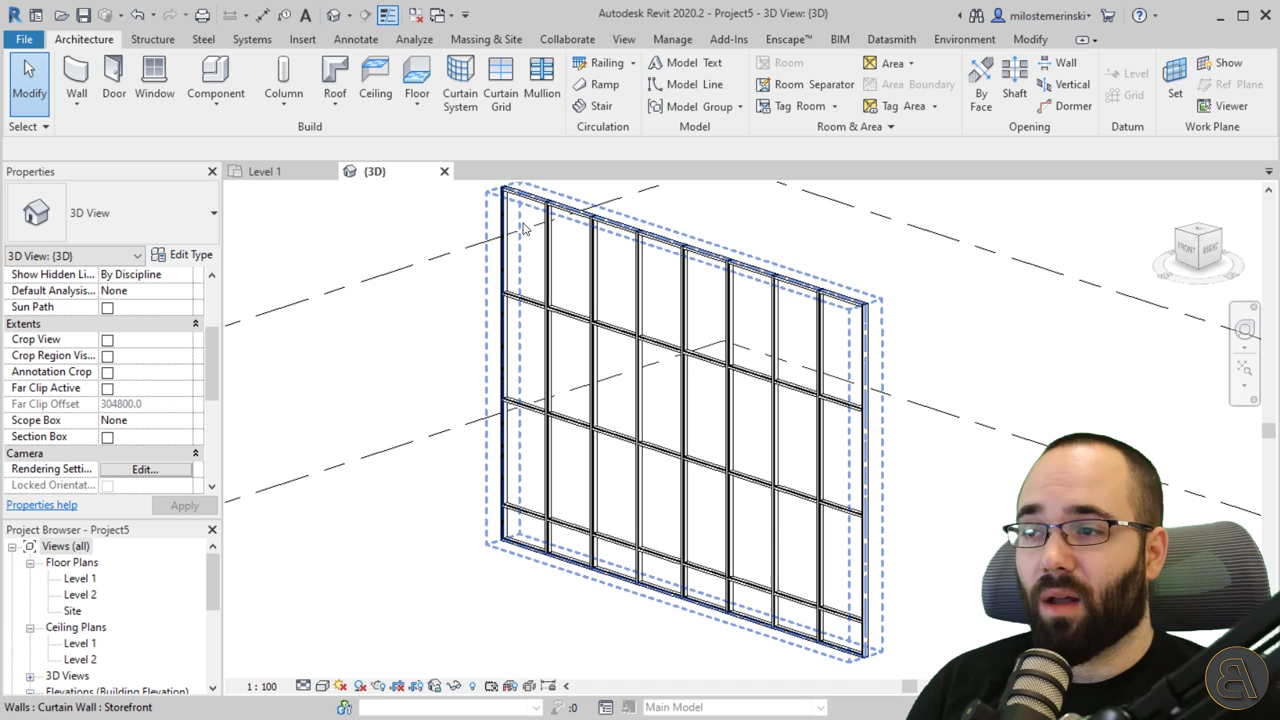 Autodesk Revit 2020.2 - Project5 - 3D View: {3D}
milostemerinski
File Architecture Structure Steel Systems Insert Annotate Analyze Massing & Site Collaborate View Manage Add-Ins Enscape™ BIM Datasmith Environment Modify
Modify
Wall
Door
Window
Component
Column
Roof
Ceiling
Floor
Curtain System
Curtain Grid
Mullion
Railing
Ramp
Stair
Model Text
Model Line
Model Group
Room
Room Separator
Tag Room
Area
Area Boundary
Tag Area
By Face
Shaft
Wall
Vertical
Dormer
Level
Grid
Set
Show
Ref Plane
Viewer
Select Build Circulation Model Room & Area Opening Datum Work Plane
Properties
Level 1
{3D}
3D View
3D View: {3D} Edit Type
Show Hidden Li... By Discipline
Default Analysis... None
Sun Path
Extents
Crop View
Crop Region Vis...
Annotation Crop
Far Clip Active
Far Clip Offset 304800.0
Scope Box None
Section Box
Camera
Rendering Setti... Edit...
Locked Orientat...
Properties help Apply
Project Browser - Project5
Views (all)
Floor Plans
Level 1
Level 2
Site
Ceiling Plans
Level 1
Level 2
3D Views
Elevations (Building Elevation)
FRONT RIGHT
1 : 100
Walls : Curtain Wall : Storefront
:0
Main Model